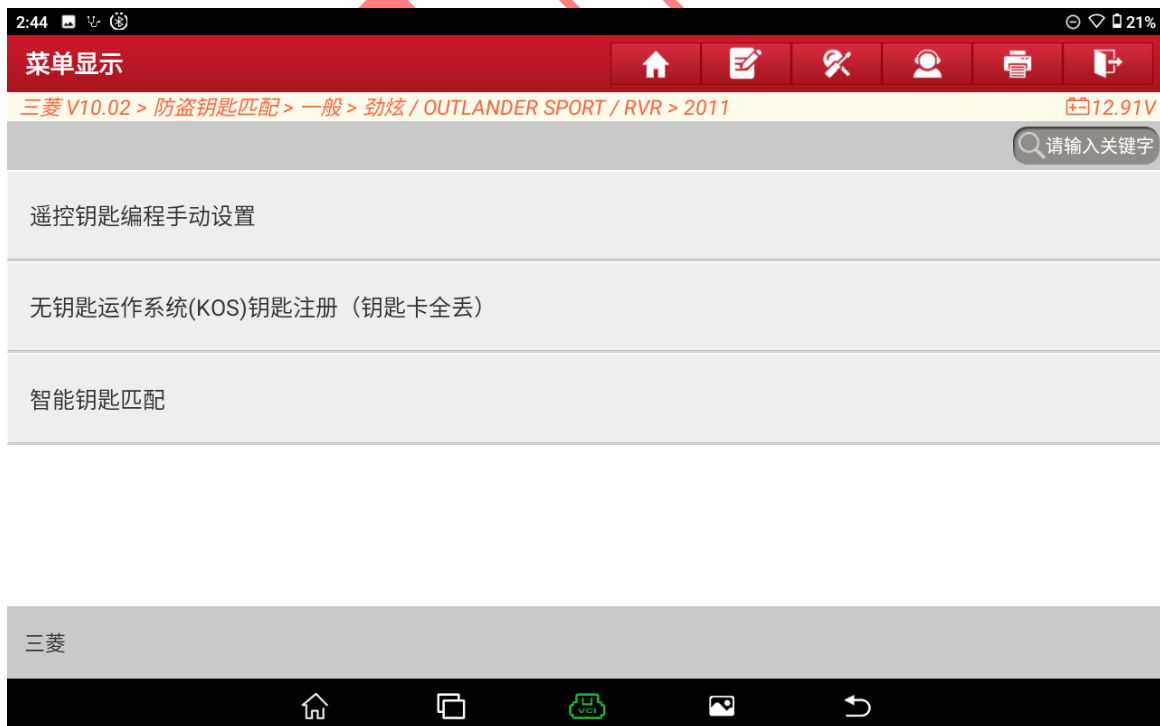 2:44 21%
菜单显示
三菱 V10.02 > 防盗钥匙匹配 > 一般 > 劲炫 / OUTLANDER SPORT / RVR > 2011 12.91V
请输入关键字
遥控钥匙编程手动设置
无钥匙运作系统(KOS)钥匙注册（钥匙卡全丢）
智能钥匙匹配
三菱
VCI